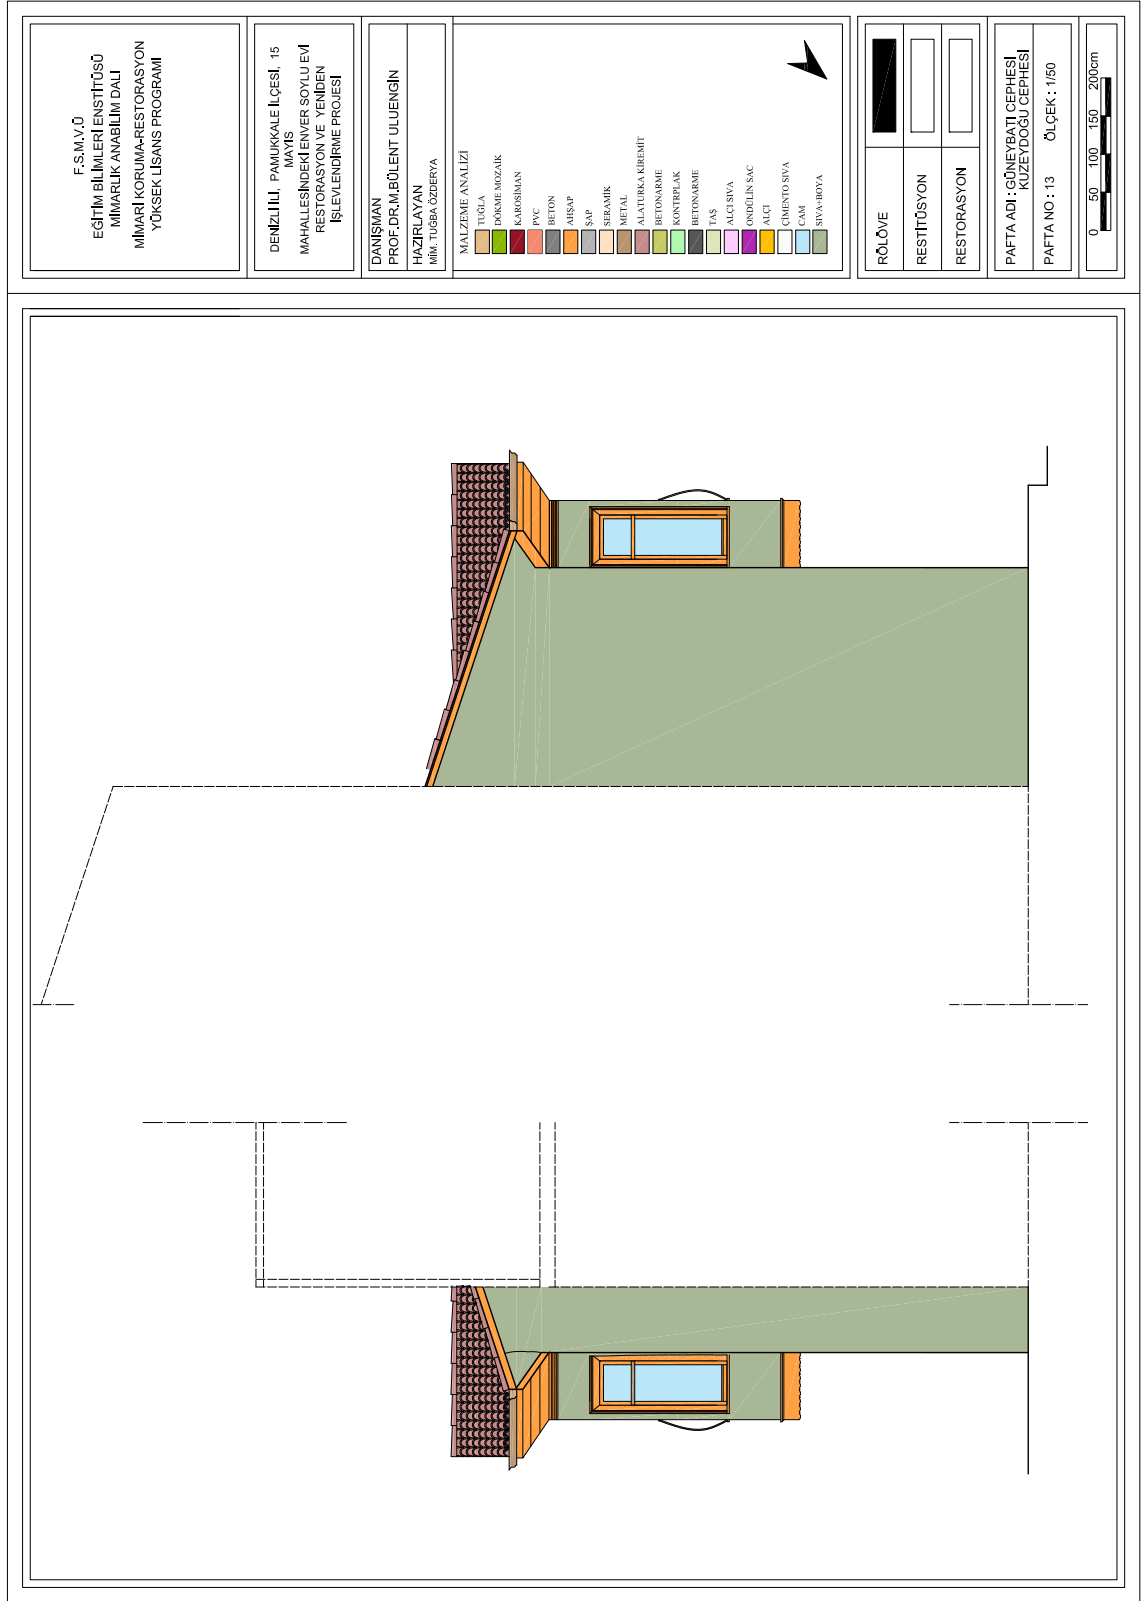 F.S.M.V.Ü
EĞİTİM BİLİMLERİ ENSTİTÜSÜ
MİMARLIK ANABİLİM DALI
MİMARİ KORUMA-RESTORASYON
YÜKSEK LİSANS PROGRAMI
DENİZLİ İLİ, PAMUKKALE İLÇESİ, 15
MAYIS
MAHALLESİNDEKİ ENVER SOYLU EVİ
RESTORASYON VE YENİDEN
İŞLEVLENDİRME PROJESİ
DANIŞMAN
PROF.DR.M.BÜLENT ULUENGİN
HAZIRLAYAN
MİM. TUĞBA ÖZDERYA
MALZEME ANALİZİ
TUĞLA
DÖKME MOZAİK
KAROSİMAN
PVC
BETON
AHŞAP
ŞAP
SERAMİK
METAL
ALATURKA KİREMİT
BETONARME
KONTRPLAK
BETONARME
TAŞ
ALÇI SIVA
ONDÜLİN SAC
ALÇI
ÇİMENTO SIVA
CAM
SIVA+BOYA
RÖLÖVE
RESTİTÜSYON
RESTORASYON
PAFTA ADI : GÜNEYBATI CEPHESİ
KUZEYDOĞU CEPHESİ
PAFTA NO : 13 ÖLÇEK : 1/50
0 50 100 150 200cm